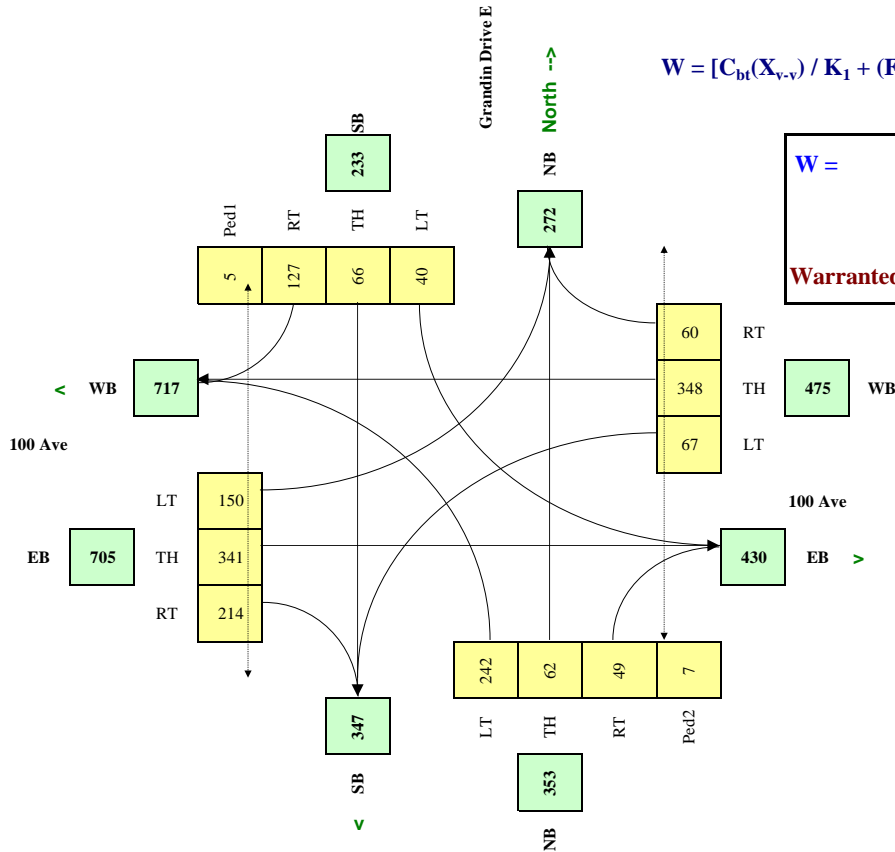 Grandin Drive E
North -->
W = [C_bt(X_v-v) / K_1 + (F
SB
233
NB
272
W =
Warranted
Ped1 RT TH LT
5 127 66 40
60 RT
348 TH 475 WB
67 LT
< WB 717
100 Ave
LT 150
EB 705 TH 341
RT 214
100 Ave
430 EB >
242 62 49 7
LT TH RT Ped2
347
SB
<
353
NB